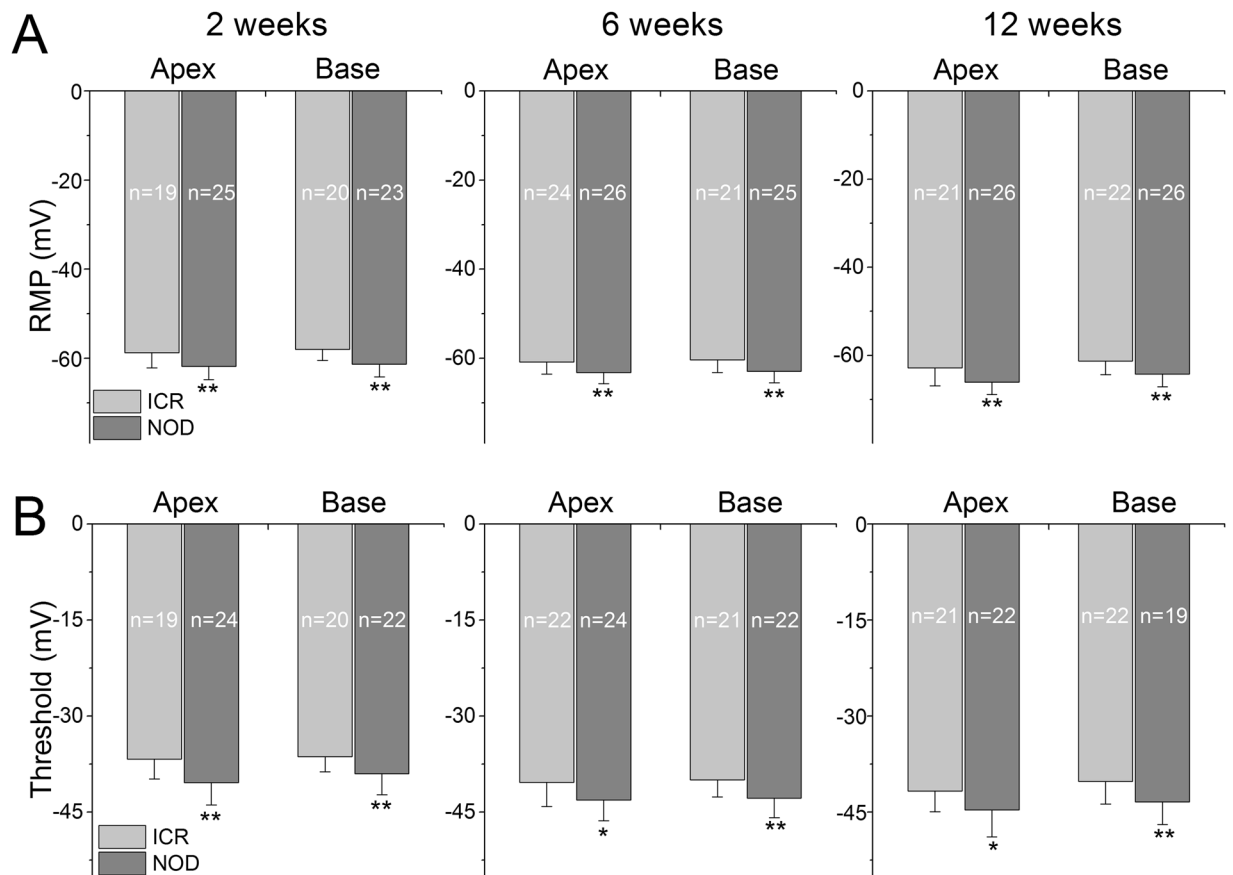 A
2 weeks
6 weeks
12 weeks
Apex
Base
Apex
Base
Apex
Base
RMP (mV)
0
-20
-40
-60
n=19
n=25
n=20
n=23
**
**
ICR
NOD
0
-20
-40
-60
n=24
n=26
n=21
n=25
**
**
0
-20
-40
-60
n=21
n=26
n=22
n=26
**
**
B
Apex
Base
Apex
Base
Apex
Base
Threshold (mV)
0
-15
-30
-45
n=19
n=24
n=20
n=22
**
**
ICR
NOD
0
-15
-30
-45
n=22
n=24
n=21
n=22
*
**
0
-15
-30
-45
n=21
n=22
n=22
n=19
*
**